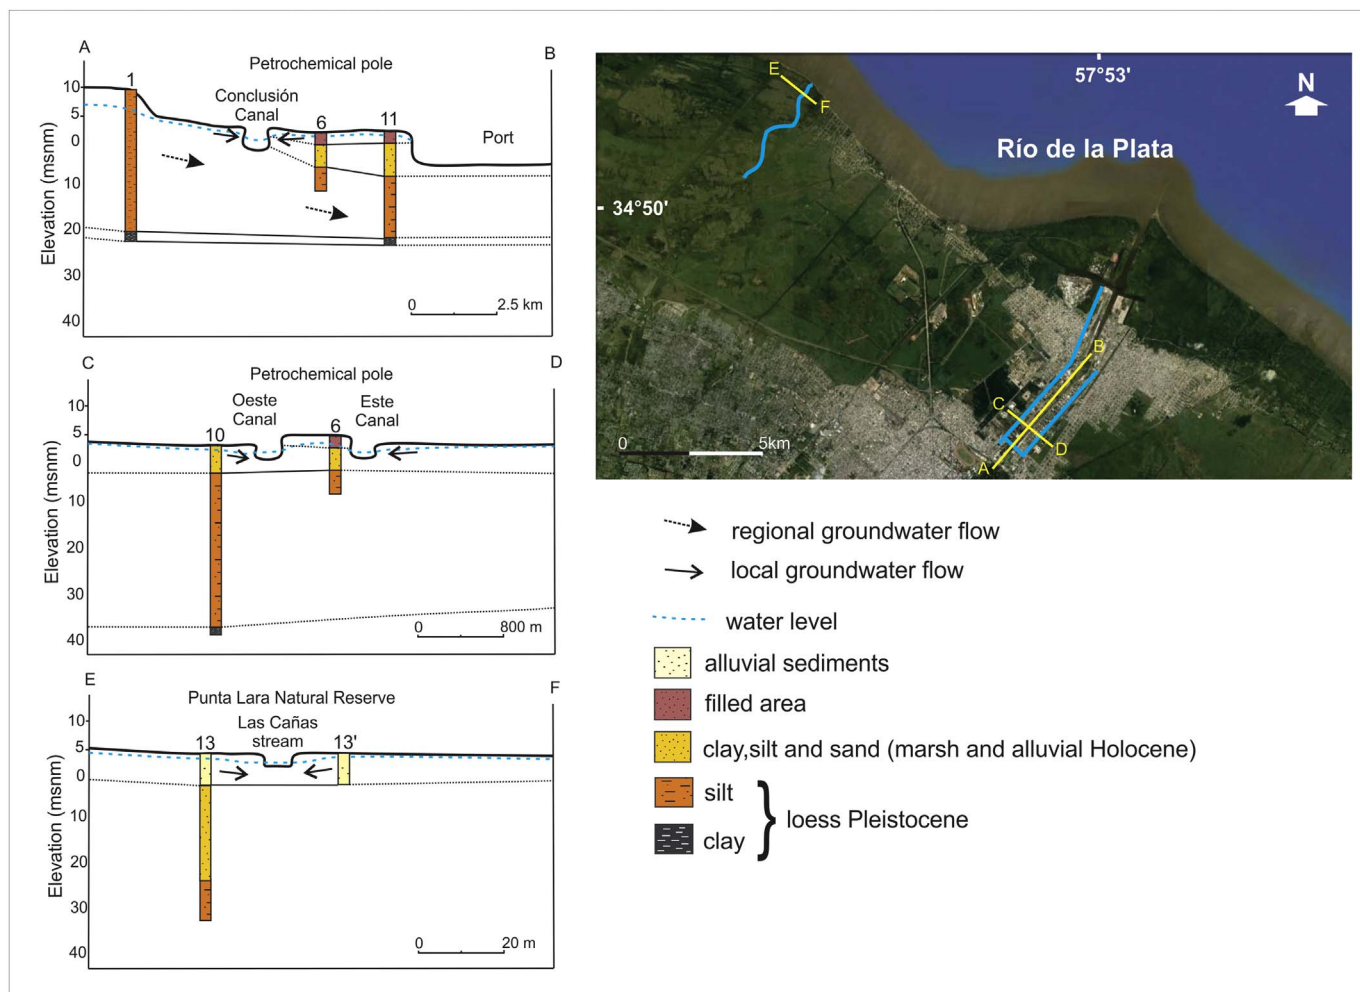 A
B
Petrochemical pole
1
Conclusión
Canal
6
11
Port
10
5
0
10
20
30
40
Elevation (msnm)
0
2.5 km
C
D
Petrochemical pole
Oeste
Canal
Este
Canal
10
6
10
5
0
10
20
30
40
Elevation (msnm)
0
800 m
E
F
Punta Lara Natural Reserve
Las Cañas
stream
13
13'
10
5
0
10
20
30
40
Elevation (msnm)
0
20 m
E
F
57°53'
N
Río de la Plata
34°50'
B
C
D
A
0
5km
regional groundwater flow
local groundwater flow
water level
alluvial sediments
filled area
clay,silt and sand (marsh and alluvial Holocene)
silt
clay
loess Pleistocene